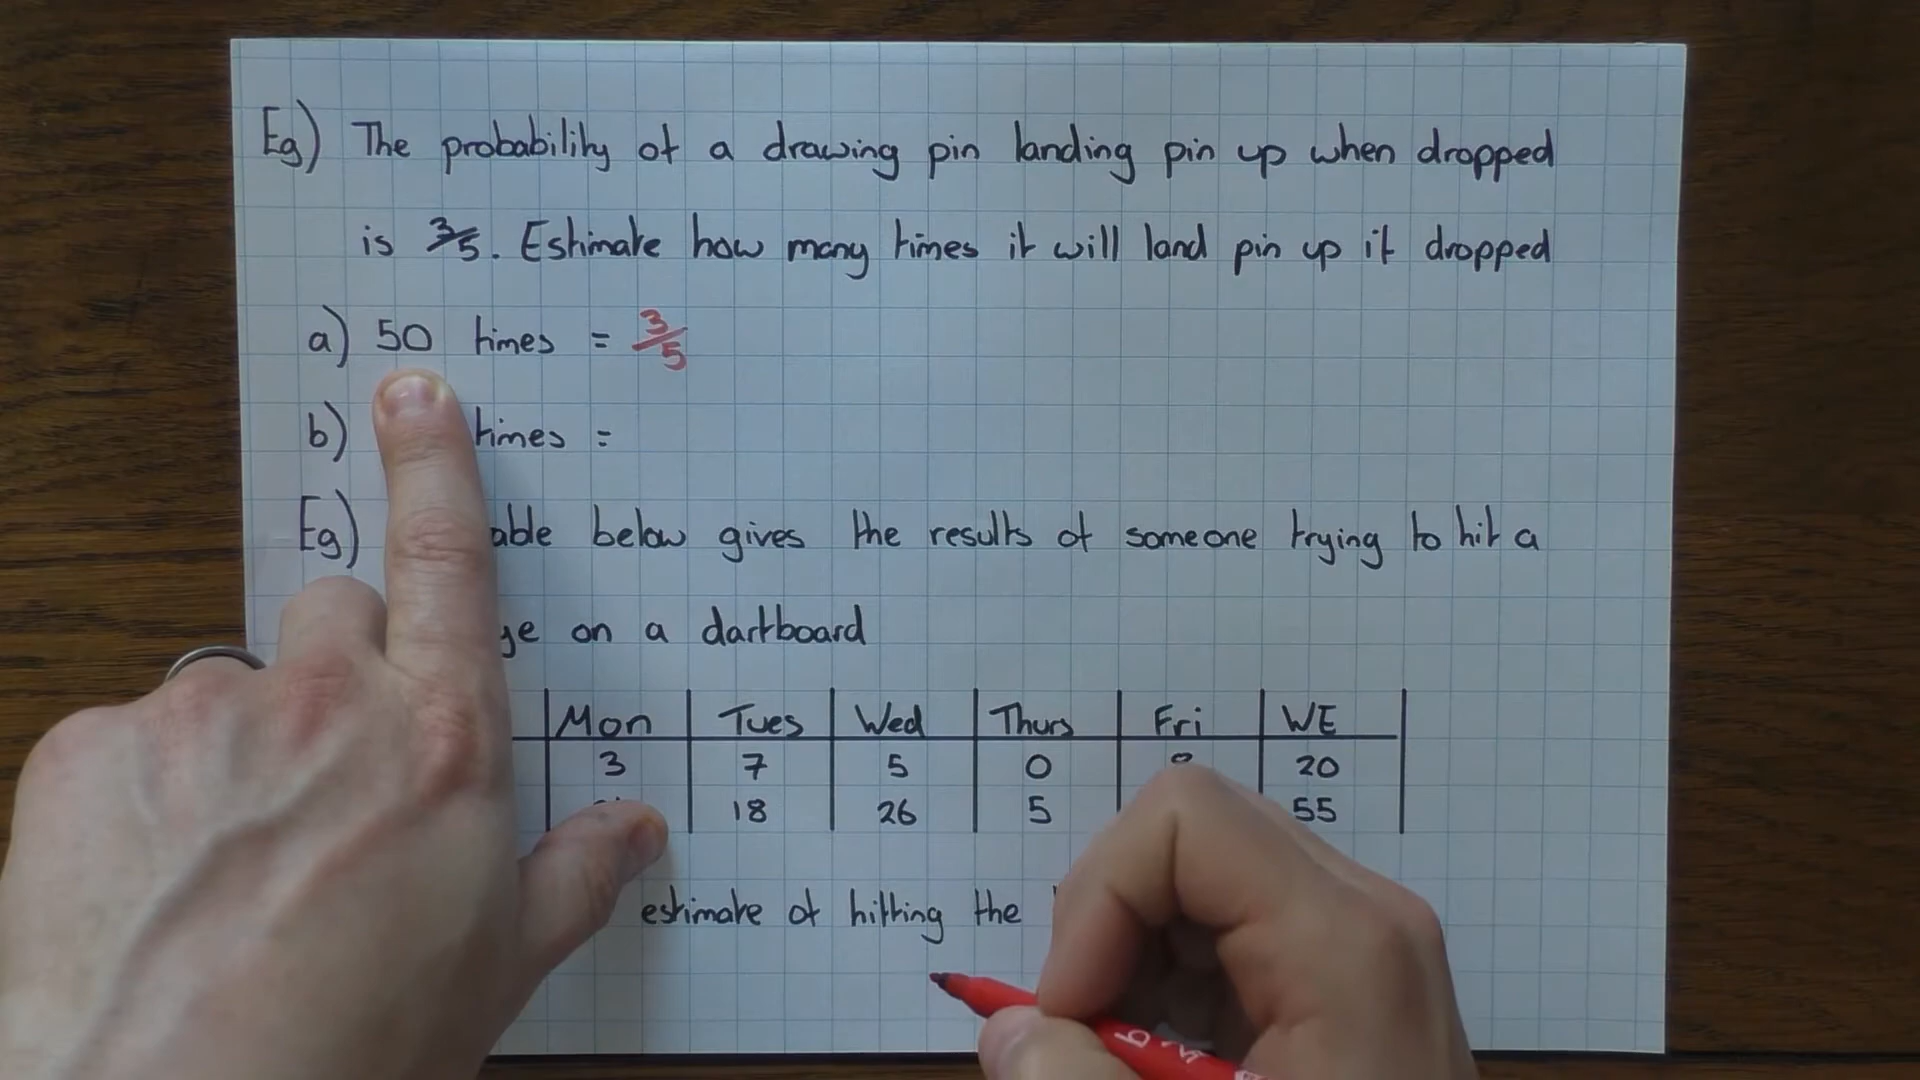 Eg) The probability of a drawing pin landing pin up when dropped
is 3/5. Estimate how many times it will land pin up if dropped
a) 50 times = 3/5
b) times =
Eg) able below gives the results of someone trying to hit a
on a dartboard
Mon Tues Wed Thurs Fri WE
3 7 5 0 20
18 26 5 55
estimate of hitting the